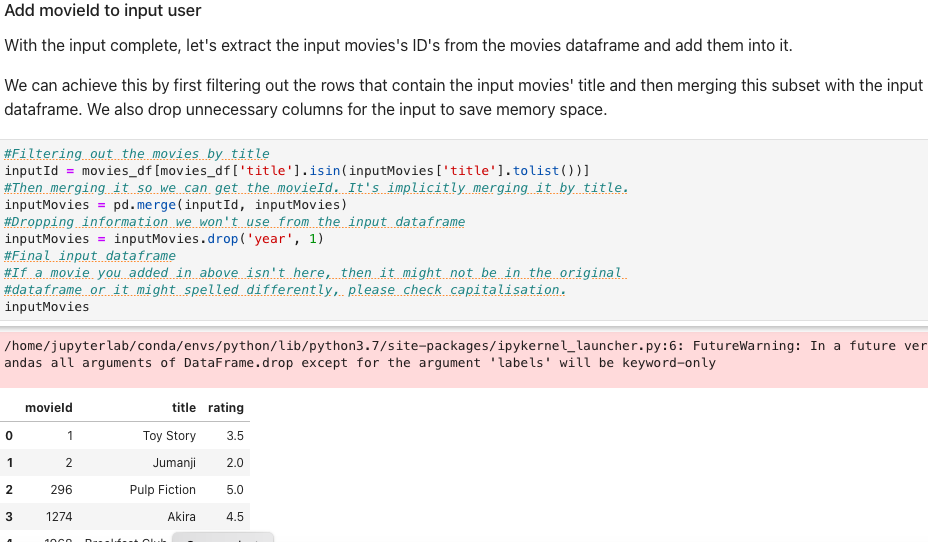 Add movieId to input user
With the input complete, let's extract the input movies's ID's from the movies dataframe and add them into it.
We can achieve this by first filtering out the rows that contain the input movies' title and then merging this subset with the input
dataframe. We also drop unnecessary columns for the input to save memory space.
#Filtering out the movies by title
inputId = movies_df[movies_df['title'].isin(inputMovies['title'].tolist())]
#Then merging it so we can get the movieId. It's implicitly merging it by title.
inputMovies = pd.merge(inputId, inputMovies)
#Dropping information we won't use from the input dataframe
inputMovies = inputMovies.drop('year', 1)
#Final input dataframe
#If a movie you added in above isn't here, then it might not be in the original
#dataframe or it might spelled differently, please check capitalisation.
inputMovies
/home/jupyterlab/conda/envs/python/lib/python3.7/site-packages/ipykernel_launcher.py:6: FutureWarning: In a future ver
andas all arguments of DataFrame.drop except for the argument 'labels' will be keyword-only
movieId title rating
0 1 Toy Story 3.5
1 2 Jumanji 2.0
2 296 Pulp Fiction 5.0
3 1274 Akira 4.5
4 1968 Breakfast Club